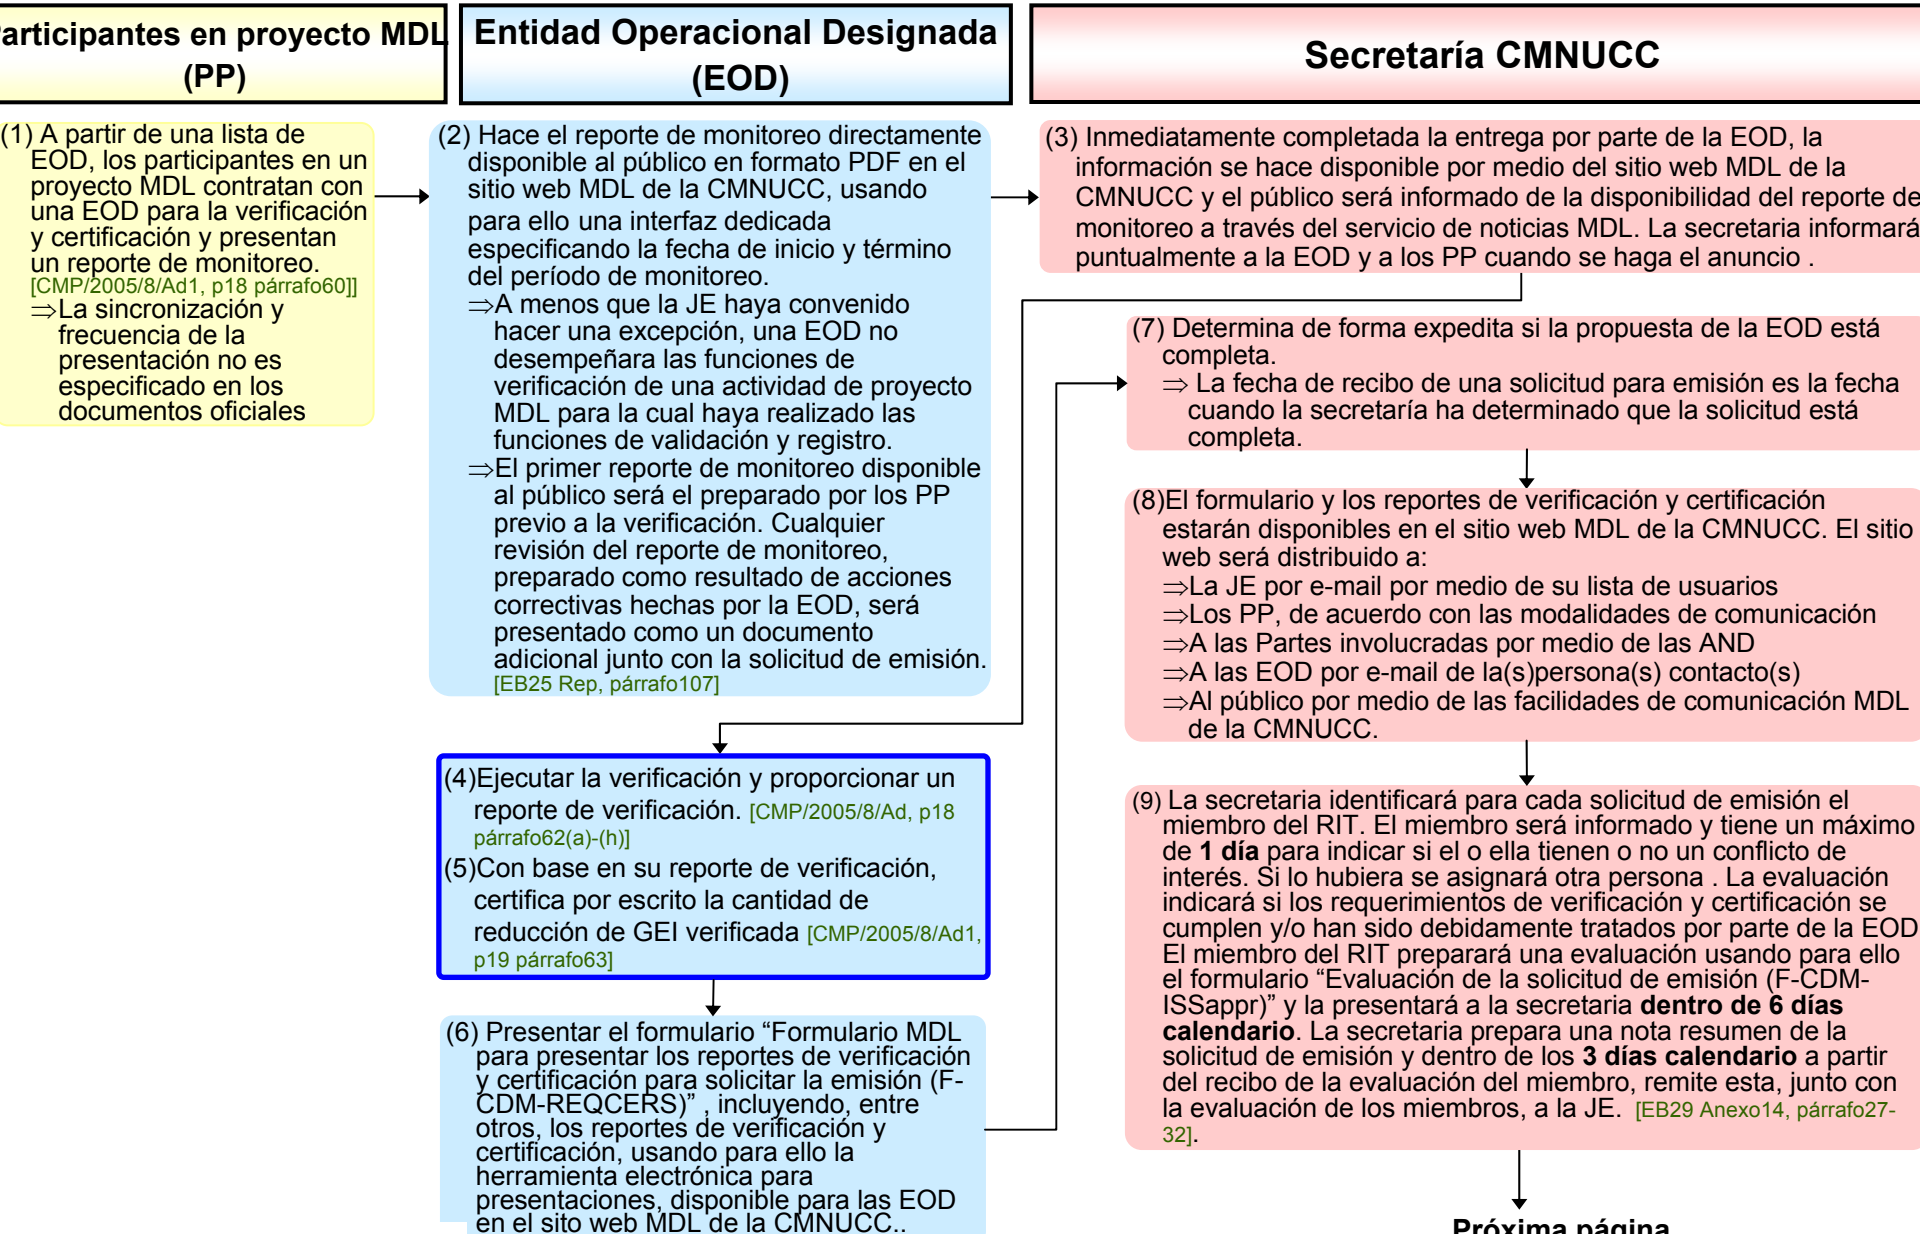 Participantes en proyecto MDL
(PP)
Entidad Operacional Designada
(EOD)
Secretaría CMNUCC
(1) A partir de una lista de
EOD, los participantes en un
proyecto MDL contratan con
una EOD para la verificación
y certificación y presentan
un reporte de monitoreo.
[CMP/2005/8/Ad1, p18 párrafo60]]
⇒La sincronización y
frecuencia de la
presentación no es
especificado en los
documentos oficiales
(2) Hace el reporte de monitoreo directamente
disponible al público en formato PDF en el
sitio web MDL de la CMNUCC, usando
para ello una interfaz dedicada
especificando la fecha de inicio y término
del período de monitoreo.
⇒A menos que la JE haya convenido
hacer una excepción, una EOD no
desempeñara las funciones de
verificación de una actividad de proyecto
MDL para la cual haya realizado las
funciones de validación y registro.
⇒El primer reporte de monitoreo disponible
al público será el preparado por los PP
previo a la verificación. Cualquier
revisión del reporte de monitoreo,
preparado como resultado de acciones
correctivas hechas por la EOD, será
presentado como un documento
adicional junto con la solicitud de emisión.
[EB25 Rep, párrafo107]
(3) Inmediatamente completada la entrega por parte de la EOD, la
información se hace disponible por medio del sitio web MDL de la
CMNUCC y el público será informado de la disponibilidad del reporte de
monitoreo a través del servicio de noticias MDL. La secretaria informará
puntualmente a la EOD y a los PP cuando se haga el anuncio .
(4)Ejecutar la verificación y proporcionar un
reporte de verificación. [CMP/2005/8/Ad, p18
párrafo62(a)-(h)]
(5)Con base en su reporte de verificación,
certifica por escrito la cantidad de
reducción de GEI verificada [CMP/2005/8/Ad1,
p19 párrafo63]
(6) Presentar el formulario “Formulario MDL
para presentar los reportes de verificación
y certificación para solicitar la emisión (F-
CDM-REQCERS)” , incluyendo, entre
otros, los reportes de verificación y
certificación, usando para ello la
herramienta electrónica para
presentaciones, disponible para las EOD
en el sito web MDL de la CMNUCC..
(7) Determina de forma expedita si la propuesta de la EOD está
completa.
⇒ La fecha de recibo de una solicitud para emisión es la fecha
cuando la secretaría ha determinado que la solicitud está
completa.
(8)El formulario y los reportes de verificación y certificación
estarán disponibles en el sitio web MDL de la CMNUCC. El sitio
web será distribuido a:
⇒La JE por e-mail por medio de su lista de usuarios
⇒Los PP, de acuerdo con las modalidades de comunicación
⇒A las Partes involucradas por medio de las AND
⇒A las EOD por e-mail de la(s)persona(s) contacto(s)
⇒Al público por medio de las facilidades de comunicación MDL
de la CMNUCC.
(9) La secretaria identificará para cada solicitud de emisión el
miembro del RIT. El miembro será informado y tiene un máximo
de 1 día para indicar si el o ella tienen o no un conflicto de
interés. Si lo hubiera se asignará otra persona . La evaluación
indicará si los requerimientos de verificación y certificación se
cumplen y/o han sido debidamente tratados por parte de la EOD
El miembro del RIT preparará una evaluación usando para ello
el formulario “Evaluación de la solicitud de emisión (F-CDM-
ISSappr)” y la presentará a la secretaria dentro de 6 días
calendario. La secretaria prepara una nota resumen de la
solicitud de emisión y dentro de los 3 días calendario a partir
del recibo de la evaluación del miembro, remite esta, junto con
la evaluación de los miembros, a la JE. [EB29 Anexo14, párrafo27-
32].
Próxima página